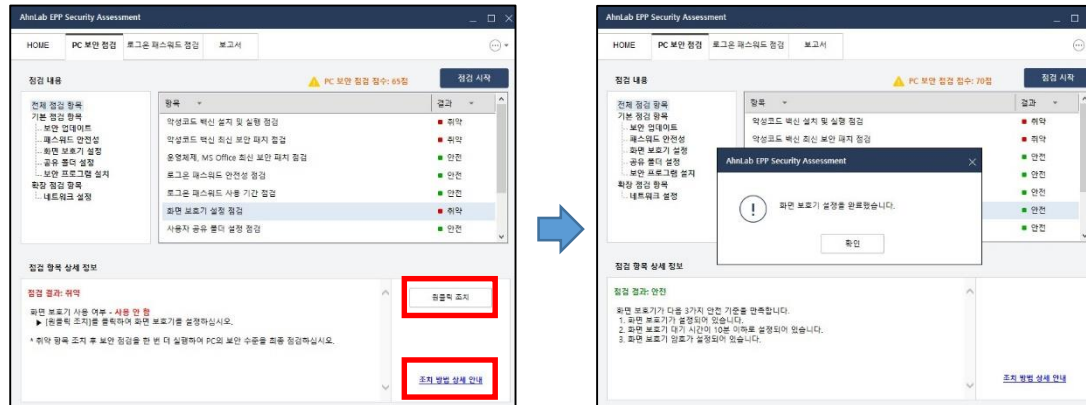 AhnLab EPP Security Assessment
HOME PC 보안 점검 로그온 패스워드 점검 보고서
점검 내용
PC 보안 점검 점수: 65점
점검 시작
전체 점검 항목
기본 점검 항목
보안 업데이트
패스워드 안전성
화면 보호기 설정
공유 폴더 설정
보안 프로그램 설치
확장 점검 항목
네트워크 설정
항목 결과
악성코드 백신 설치 및 실행 점검 취약
악성코드 백신 최신 보안 패치 점검 취약
운영체제, MS Office 최신 보안 패치 점검 안전
로그온 패스워드 안전성 점검 안전
로그온 패스워드 사용 기간 점검 안전
화면 보호기 설정 점검 취약
사용자 공유 폴더 설정 점검 안전
점검 항목 상세 정보
점검 결과: 취약
화면 보호기 사용 여부 - 사용 안 함
▶ [원클릭 조치]를 클릭하여 화면 보호기를 설정하십시오.
* 취약 항목 조치 후 보안 점검을 한 번 더 실행하여 PC의 보안 수준을 최종 점검하십시오.
원클릭 조치
조치 방법 상세 안내
AhnLab EPP Security Assessment
HOME PC 보안 점검 로그온 패스워드 점검 보고서
점검 내용
PC 보안 점검 점수: 70점
점검 시작
전체 점검 항목
기본 점검 항목
보안 업데이트
패스워드 안전성
화면 보호기 설정
공유 폴더 설정
보안 프로그램 설치
확장 점검 항목
네트워크 설정
항목 결과
악성코드 백신 설치 및 실행 점검 취약
악성코드 백신 최신 보안 패치 점검 취약
안전
안전
안전
안전
안전
AhnLab EPP Security Assessment
화면 보호기 설정을 완료했습니다.
확인
점검 항목 상세 정보
점검 결과: 안전
화면 보호기가 다음 3가지 안전 기준을 만족합니다.
1. 화면 보호기가 설정되어 있습니다.
2. 화면 보호기 대기 시간이 10분 이하로 설정되어 있습니다.
3. 화면 보호기 암호가 설정되어 있습니다.
조치 방법 상세 안내